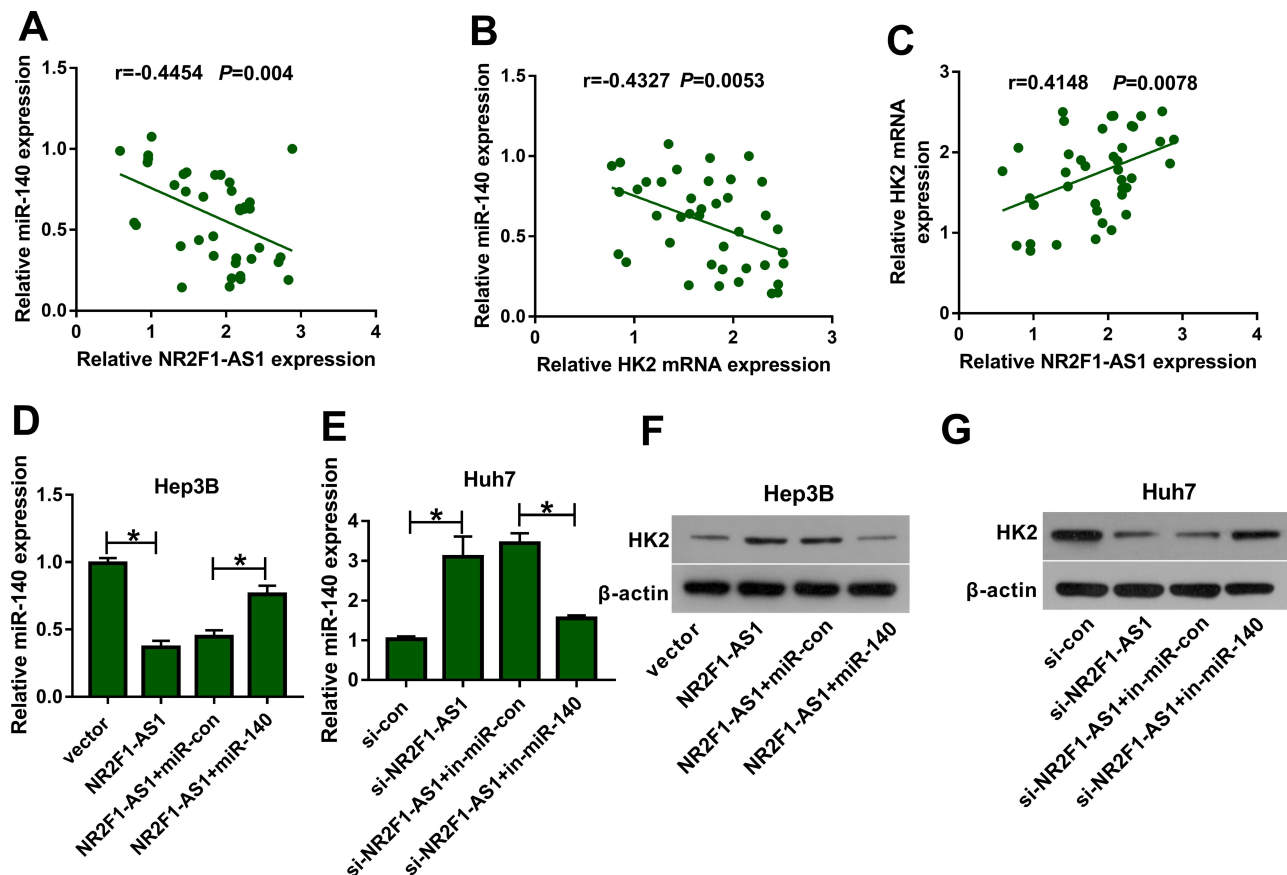 A
r=-0.4454 P=0.004
Relative miR-140 expression
1.5
1.0
0.5
0.0
0 1 2 3 4
Relative NR2F1-AS1 expression
B
r=-0.4327 P=0.0053
Relative miR-140 expression
1.5
1.0
0.5
0.0
0 1 2 3
Relative HK2 mRNA expression
C
r=0.4148 P=0.0078
Relative HK2 mRNA
expression
3
2
1
0
0 1 2 3 4
Relative NR2F1-AS1 expression
D
Hep3B
Relative miR-140 expression
1.5
1.0
0.5
0.0
* *
vector
NR2F1-AS1
NR2F1-AS1+miR-con
NR2F1-AS1+miR-140
E
Huh7
Relative miR-140 expression
4
3
2
1
0
* *
si-con
si-NR2F1-AS1
si-NR2F1-AS1+in-miR-con
si-NR2F1-AS1+in-miR-140
F
Hep3B
HK2
β-actin
vector
NR2F1-AS1
NR2F1-AS1+miR-con
NR2F1-AS1+miR-140
G
Huh7
HK2
β-actin
si-con
si-NR2F1-AS1
si-NR2F1-AS1+in-miR-con
si-NR2F1-AS1+in-miR-140